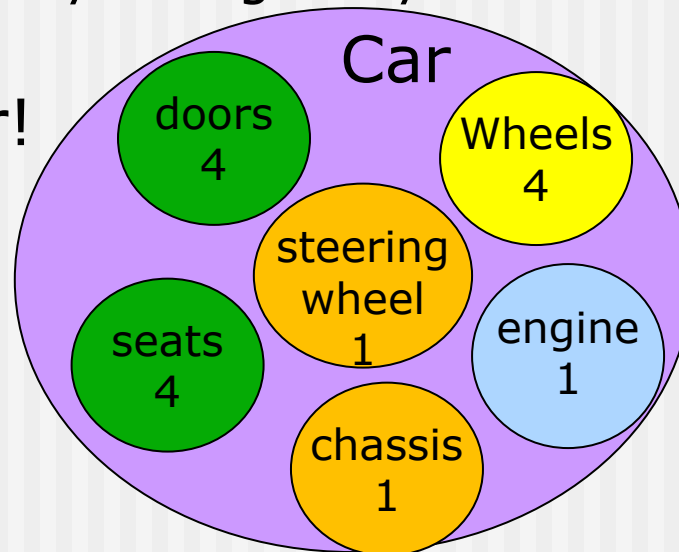 r!
Car
doors
4
Wheels
4
steering
wheel
1
seats
4
engine
1
chassis
1